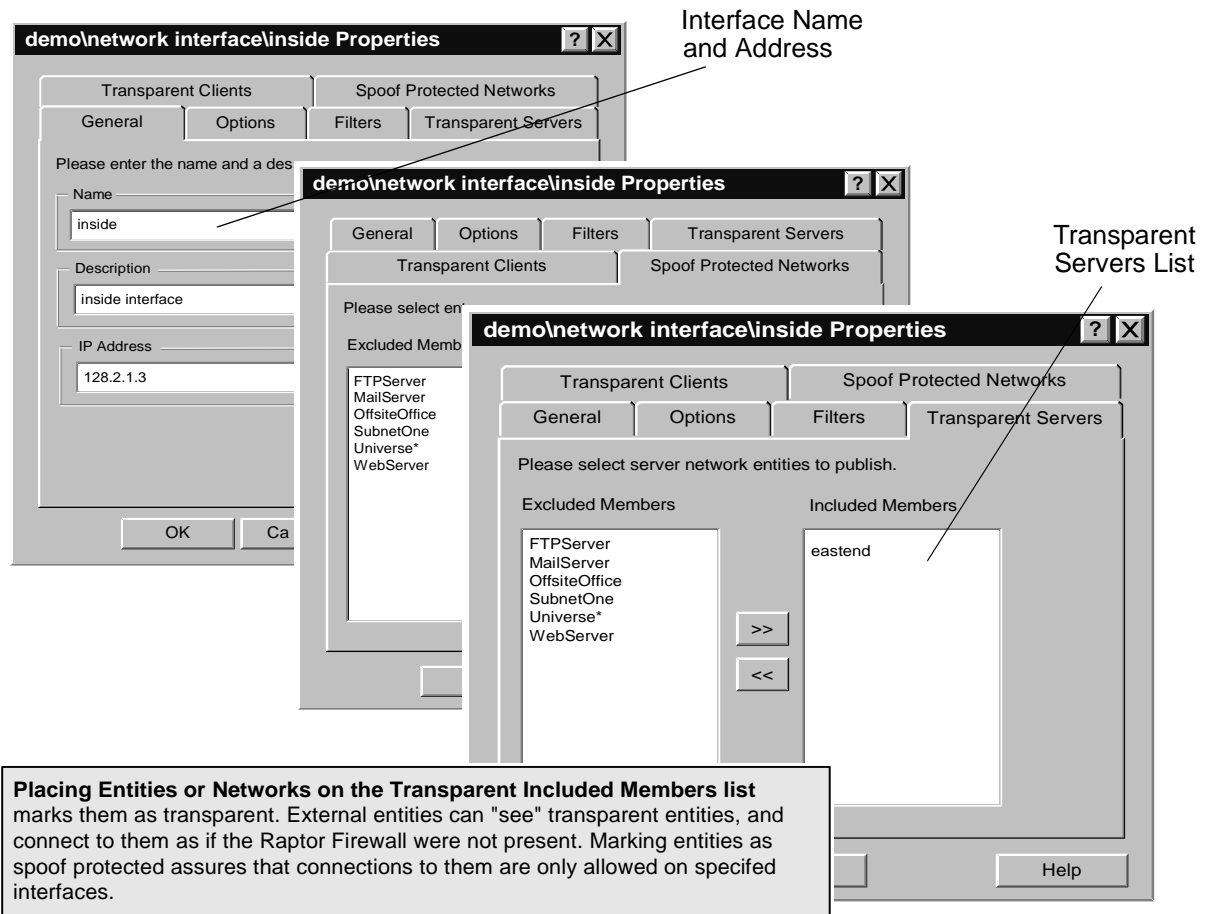 Interface Name
and Address
demo\network interface\inside Properties
? X
Transparent Clients
Spoof Protected Networks
General
Options
Filters
Transparent Servers
Please enter the name and a des
Name
inside
Description
inside interface
IP Address
128.2.1.3
OK
Ca
demo\network interface\inside Properties
? X
General
Options
Filters
Transparent Servers
Transparent Clients
Spoof Protected Networks
Please select en
Excluded Memb
FTPServer
MailServer
OffsiteOffice
SubnetOne
Universe*
WebServer
Transparent
Servers List
demo\network interface\inside Properties
? X
Transparent Clients
Spoof Protected Networks
General
Options
Filters
Transparent Servers
Please select server network entities to publish.
Excluded Members
FTPServer
MailServer
OffsiteOffice
SubnetOne
Universe*
WebServer
>>
<<
Included Members
eastend
Help
Placing Entities or Networks on the Transparent Included Members list
marks them as transparent. External entities can "see" transparent entities, and
connect to them as if the Raptor Firewall were not present. Marking entities as
spoof protected assures that connections to them are only allowed on specifed
interfaces.